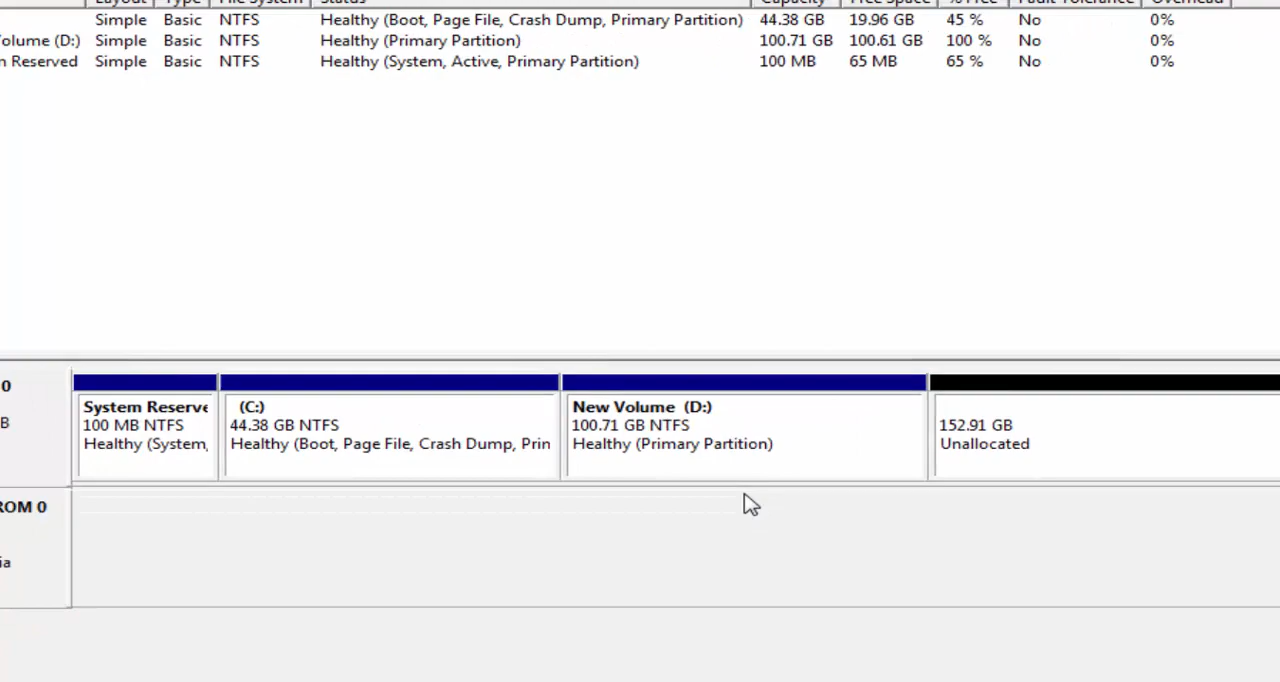 Layout Type File System Status Capacity Free Space % Free Fault Tolerance Overhead
Simple Basic NTFS Healthy (Boot, Page File, Crash Dump, Primary Partition) 44.38 GB 19.96 GB 45 % No 0%
olume (D:) Simple Basic NTFS Healthy (Primary Partition) 100.71 GB 100.61 GB 100 % No 0%
n Reserved Simple Basic NTFS Healthy (System, Active, Primary Partition) 100 MB 65 MB 65 % No 0%
0
B
System Reserve
100 MB NTFS
Healthy (System,
(C:)
44.38 GB NTFS
Healthy (Boot, Page File, Crash Dump, Prin
New Volume (D:)
100.71 GB NTFS
Healthy (Primary Partition)
152.91 GB
Unallocated
ROM 0
ia